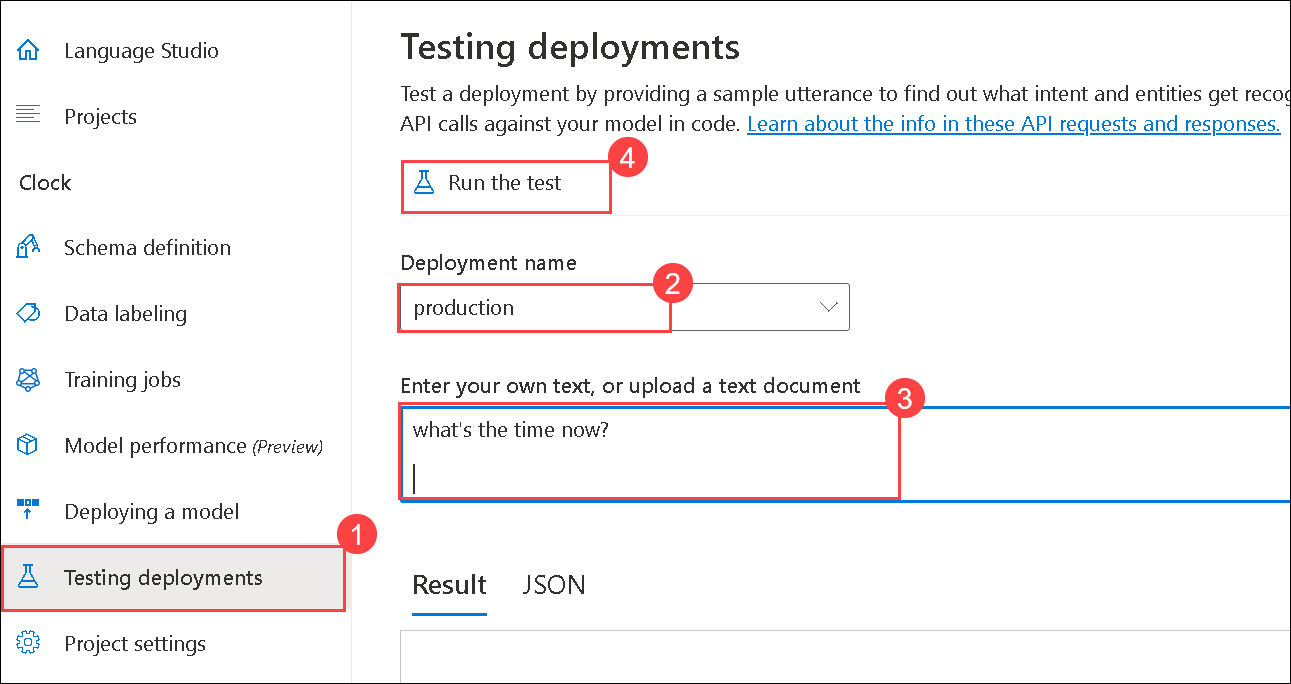 Language Studio
Projects
Clock
Schema definition
Data labeling
Training jobs
Model performance (Preview)
Deploying a model
1
Testing deployments
Project settings
Testing deployments
Test a deployment by providing a sample utterance to find out what intent and entities get recog
API calls against your model in code. Learn about the info in these API requests and responses.
4
Run the test
Deployment name
2
production
Enter your own text, or upload a text document
3
what's the time now?
Result JSON